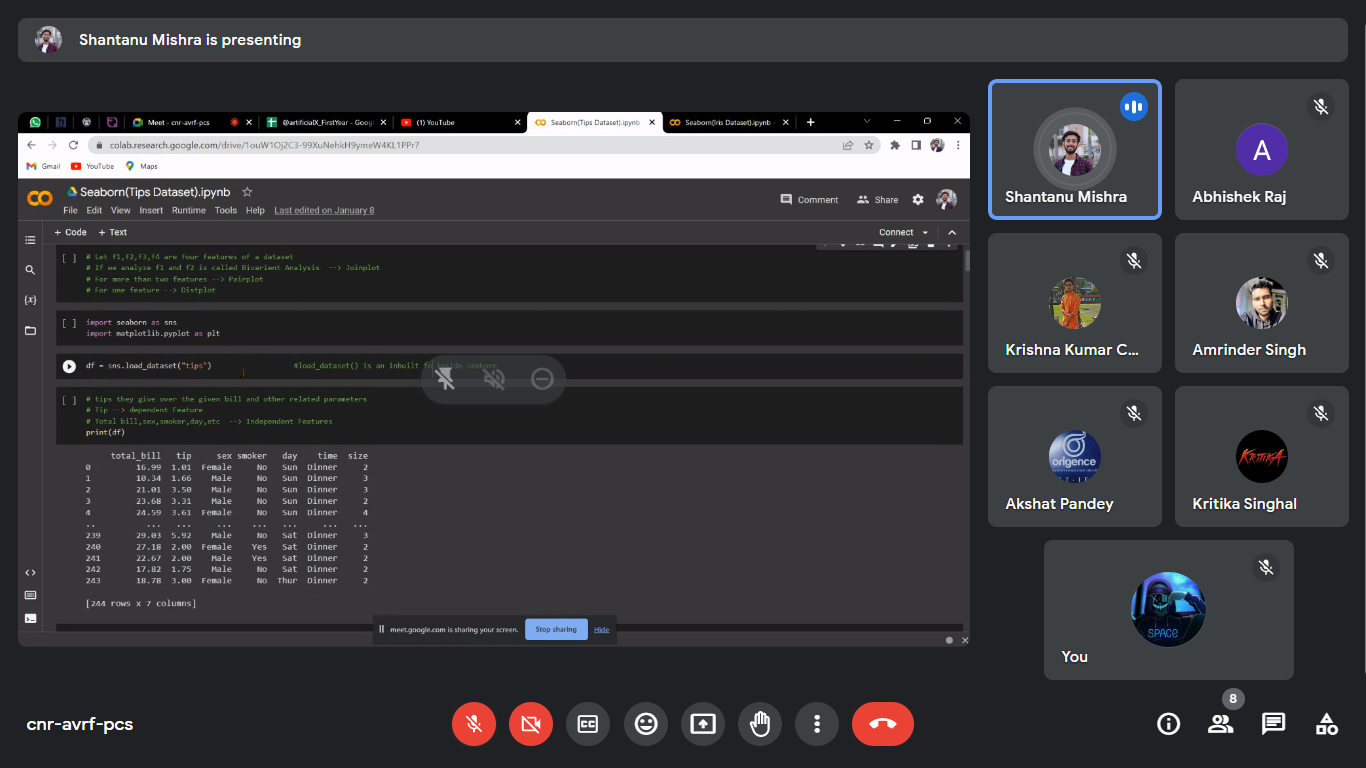 Shantanu Mishra is presenting
Meet - cnr-avrf-pcs
@artificialX_FirstYear - Googl
(1) YouTube
Seaborn(Tips Dataset).ipynb
Seaborn(Iris Dataset).ipynb -
colab.research.google.com/drive/1ouW1Oj2C3-99XuNehkH9ymeW4KL1PPr7
Gmail YouTube Maps
Seaborn(Tips Dataset).ipynb
File Edit View Insert Runtime Tools Help Last edited on January 8
Comment Share
+ Code + Text
Connect
[ ] # Let f1,f2,f3,f4 are four features of a dataset
# If we analyze f1 and f2 is called Bivarient Analysis --> Joinplot
# For more than two features --> Pairplot
# For one feature --> Distplot
[ ] import seaborn as sns
import matplotlib.pyplot as plt
df = sns.load_dataset("tips") #load_dataset() is an inbuilt fn inside seaborn
[ ] # tips they give over the given bill and other related parameters
# Tip --> dependent Feature
# Total bill,sex,smoker,day,etc --> Independent Features
print(df)
total_bill tip sex smoker day time size
0 16.99 1.01 Female No Sun Dinner 2
1 10.34 1.66 Male No Sun Dinner 3
2 21.01 3.50 Male No Sun Dinner 3
3 23.68 3.31 Male No Sun Dinner 2
4 24.59 3.61 Female No Sun Dinner 4
.. ... ... ... ... ... ... ...
239 29.03 5.92 Male No Sat Dinner 3
240 27.18 2.00 Female Yes Sat Dinner 2
241 22.67 2.00 Male Yes Sat Dinner 2
242 17.82 1.75 Male No Sat Dinner 2
243 18.78 3.00 Female No Thur Dinner 2
[244 rows x 7 columns]
meet.google.com is sharing your screen. Stop sharing Hide
Shantanu Mishra
A
Abhishek Raj
Krishna Kumar C...
Amrinder Singh
origence
Akshat Pandey
KRITIKA
Kritika Singhal
SPACE
You
cnr-avrf-pcs
8